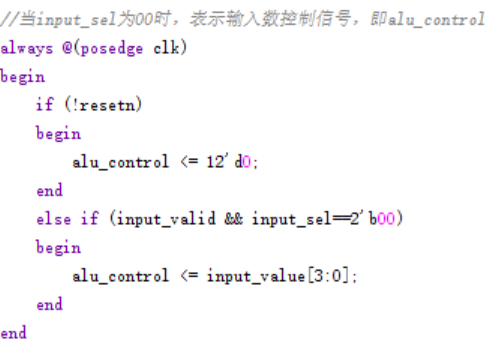 //当input_sel为00时，表示输入数控制信号，即alu_control
always @(posedge clk)
begin
    if (!resetn)
    begin
        alu_control <= 12'd0;
    end
    else if (input_valid && input_sel==2'b00)
    begin
        alu_control <= input_value[3:0];
    end
end